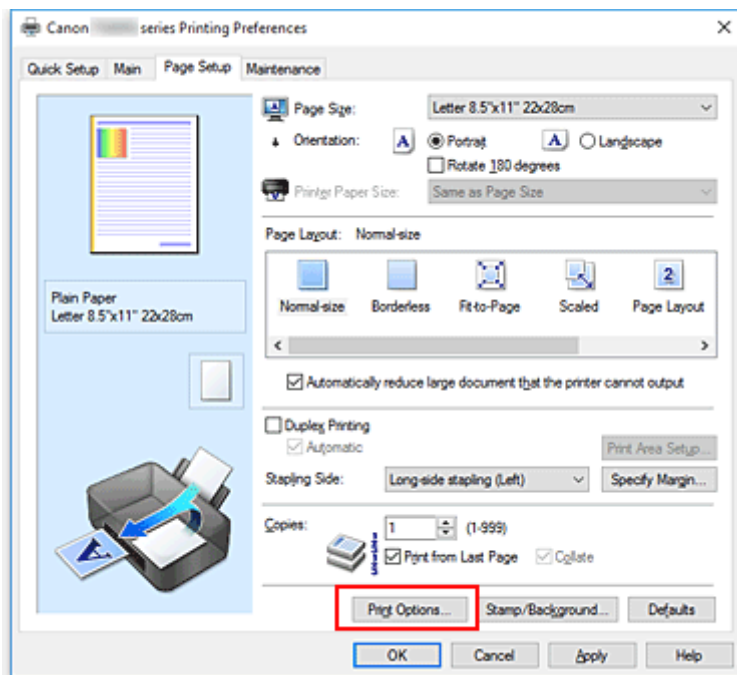 Canon series Printing Preferences
Quick Setup Main Page Setup Maintenance
Page Size: Letter 8.5"x11" 22x28cm
Orientation: A Portrait A Landscape
Rotate 180 degrees
Printer Paper Size: Same as Page Size
Page Layout: Normal-size
2
Normal-size Borderless Fit-to-Page Scaled Page Layout
Plain Paper
Letter 8.5"x11" 22x28cm
Automatically reduce large document that the printer cannot output
Duplex Printing
Automatic
Print Area Setup...
Stapling Side: Long-side stapling (Left) Specify Margin...
Copies: 1 (1-999)
Print from Last Page Collate
A
Print Options... Stamp/Background... Defaults
OK Cancel Apply Help